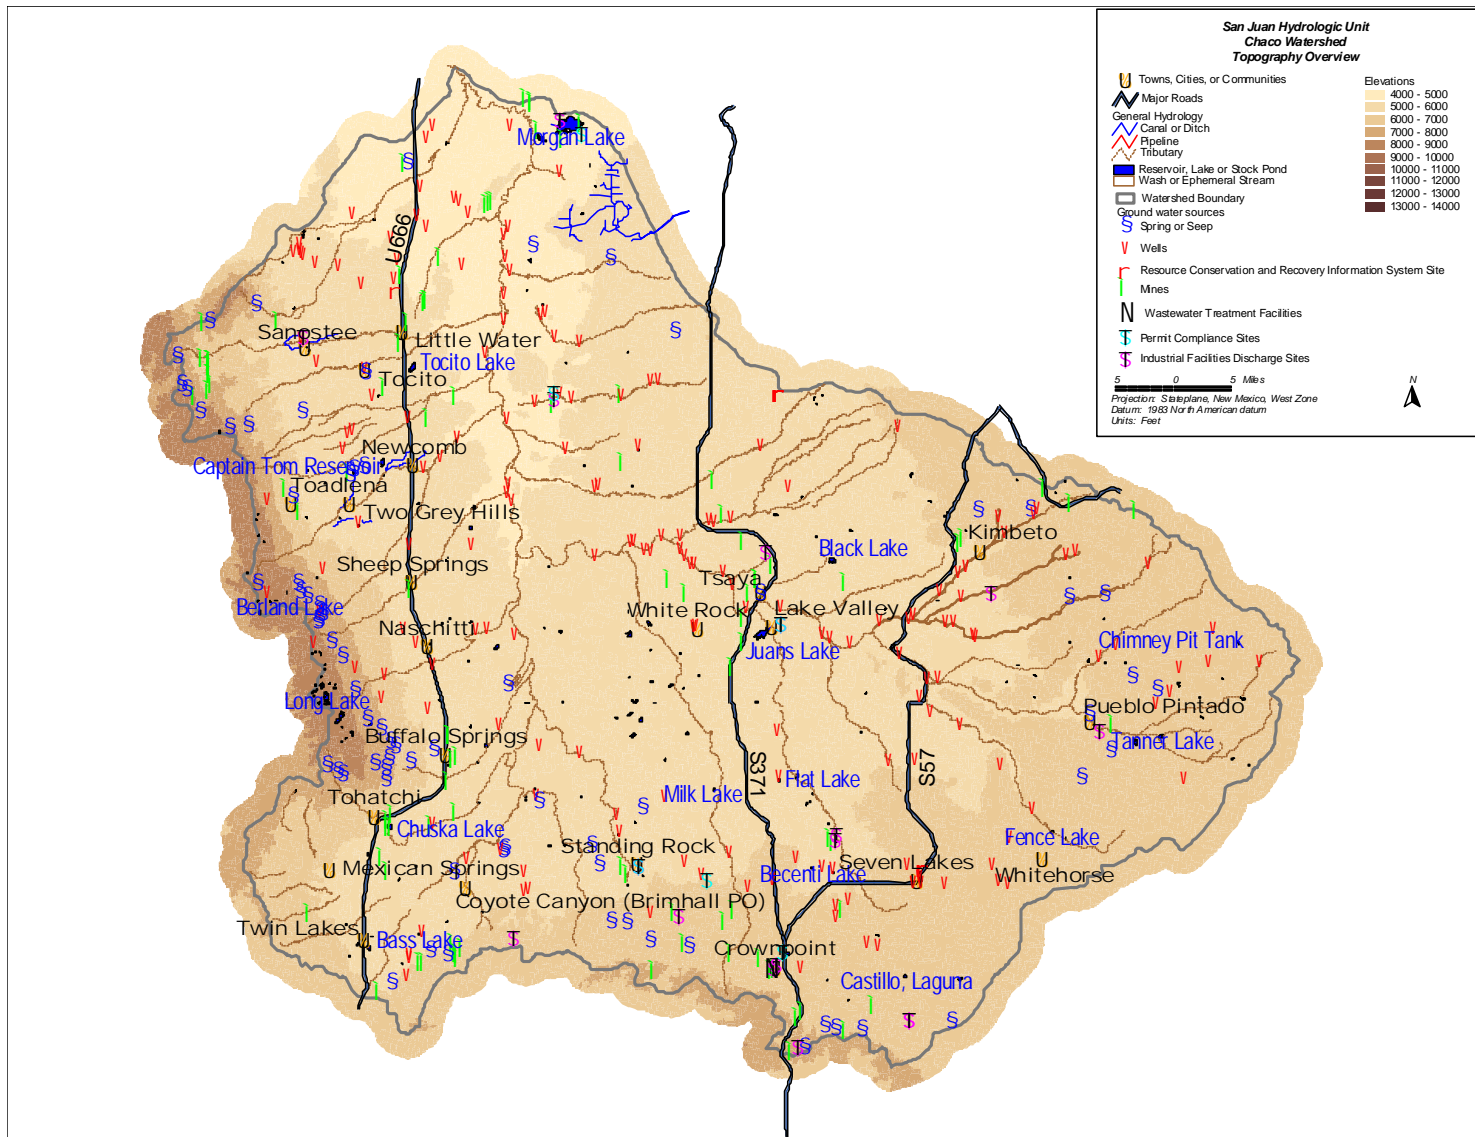 San Juan Hydrologic Unit
Chaco Watershed
Topography Overview
Towns, Cities, or Communities
Major Roads
General Hydrology
Canal or Ditch
Pipeline
Tributary
Reservoir, Lake or Stock Pond
Wash or Ephemeral Stream
Watershed Boundary
Ground water sources
Spring or Seep
Wells
Resource Conservation and Recovery Information System Site
Mines
Wastewater Treatment Facilities
Permit Compliance Sites
Industrial Facilities Discharge Sites
Elevations
4000 - 5000
5000 - 6000
6000 - 7000
7000 - 8000
8000 - 9000
9000 - 10000
10000 - 11000
11000 - 12000
12000 - 13000
13000 - 14000
5 0 5 Miles
Projection: Stateplane, New Mexico, West Zone
Datum: 1983 North American datum
Units: Feet
N
Morgan Lake
U666
Sanostee
Little Water
Tocito Lake
Tocito
Newcomb
Captain Tom Reservoir
Toadlena
Two Grey Hills
Sheep Springs
Berland Lake
Naschitti
Long Lake
Buffalo Springs
Tohatchi
Chuska Lake
Mexican Springs
Twin Lakes
Bass Lake
Coyote Canyon (Brimhall PO)
Standing Rock
Milk Lake
Flat Lake
S371
S57
Black Lake
Tsaya
White Rock
Lake Valley
Juans Lake
Kimbeto
Chimney Pit Tank
Pueblo Pintado
Tanner Lake
Fence Lake
Whitehorse
Seven Lakes
Becenti Lake
Crownpoint
Castillo, Laguna